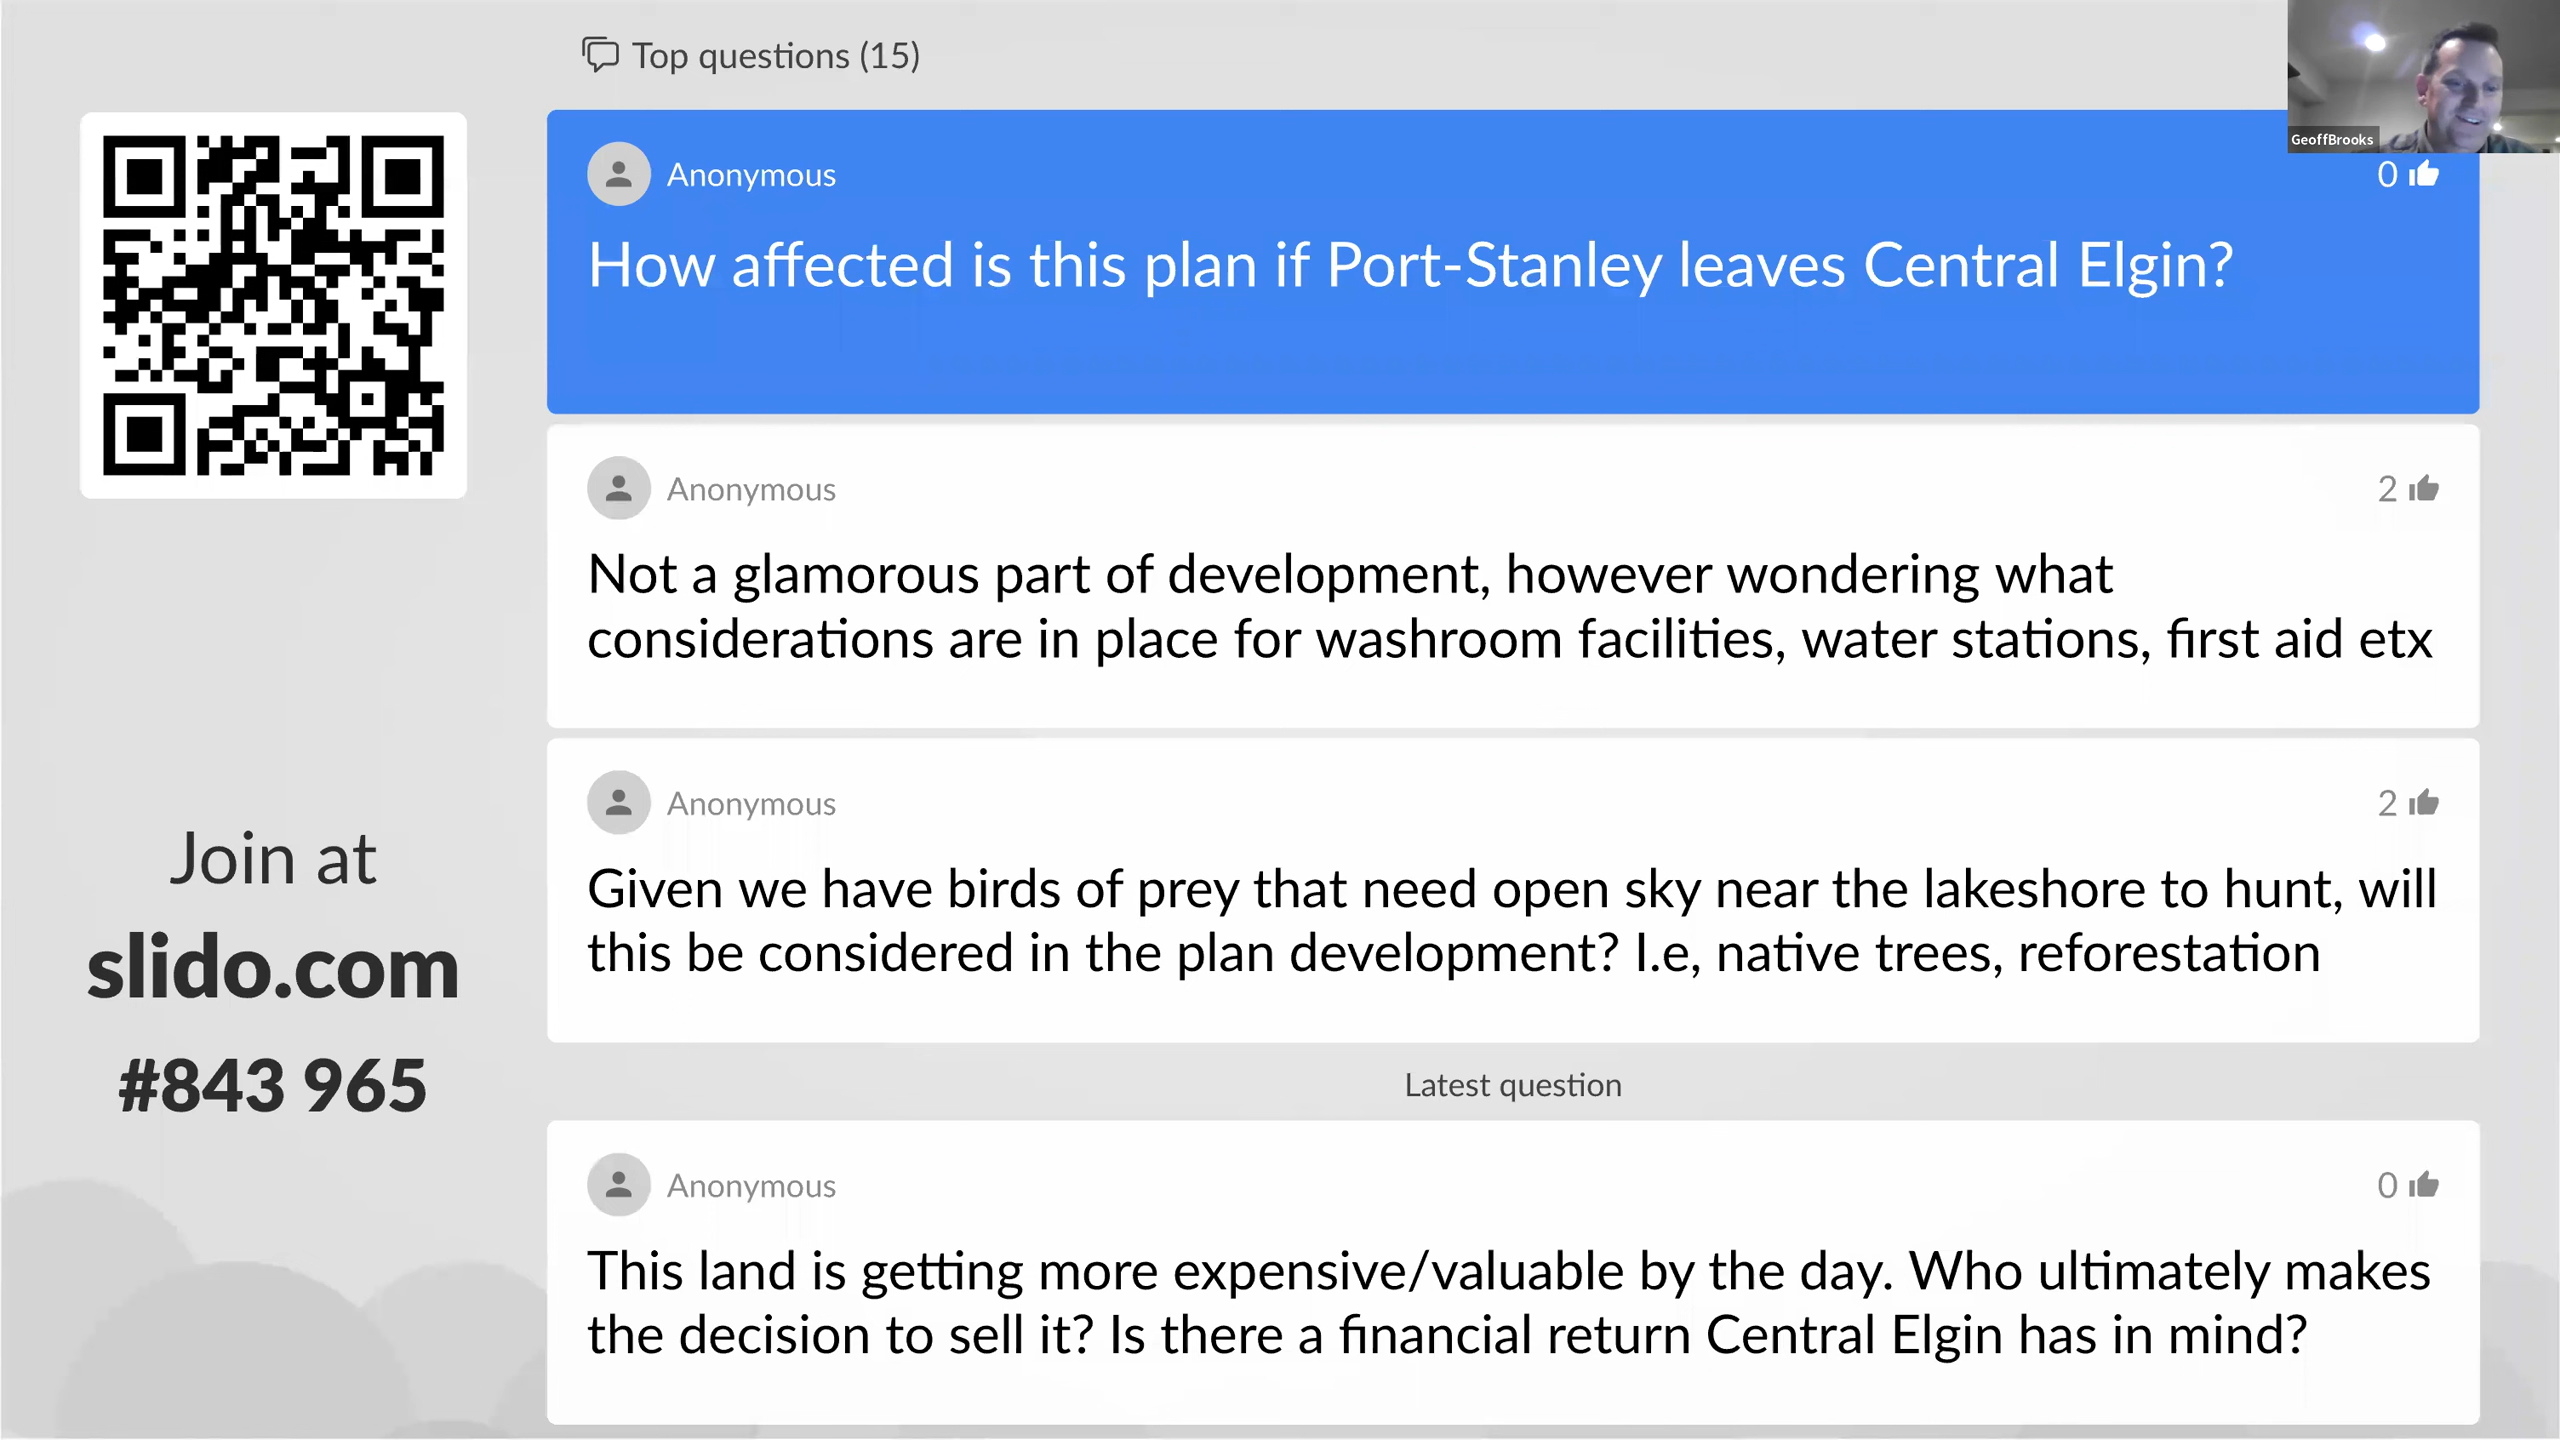 Top questions (15)
GeoffBrooks
Anonymous
0
How affected is this plan if Port-Stanley leaves Central Elgin?
Anonymous
2
Not a glamorous part of development, however wondering what
considerations are in place for washroom facilities, water stations, first aid etx
Anonymous
2
Given we have birds of prey that need open sky near the lakeshore to hunt, will
this be considered in the plan development? I.e, native trees, reforestation
Join at
slido.com
#843 965
Latest question
Anonymous
0
This land is getting more expensive/valuable by the day. Who ultimately makes
the decision to sell it? Is there a financial return Central Elgin has in mind?